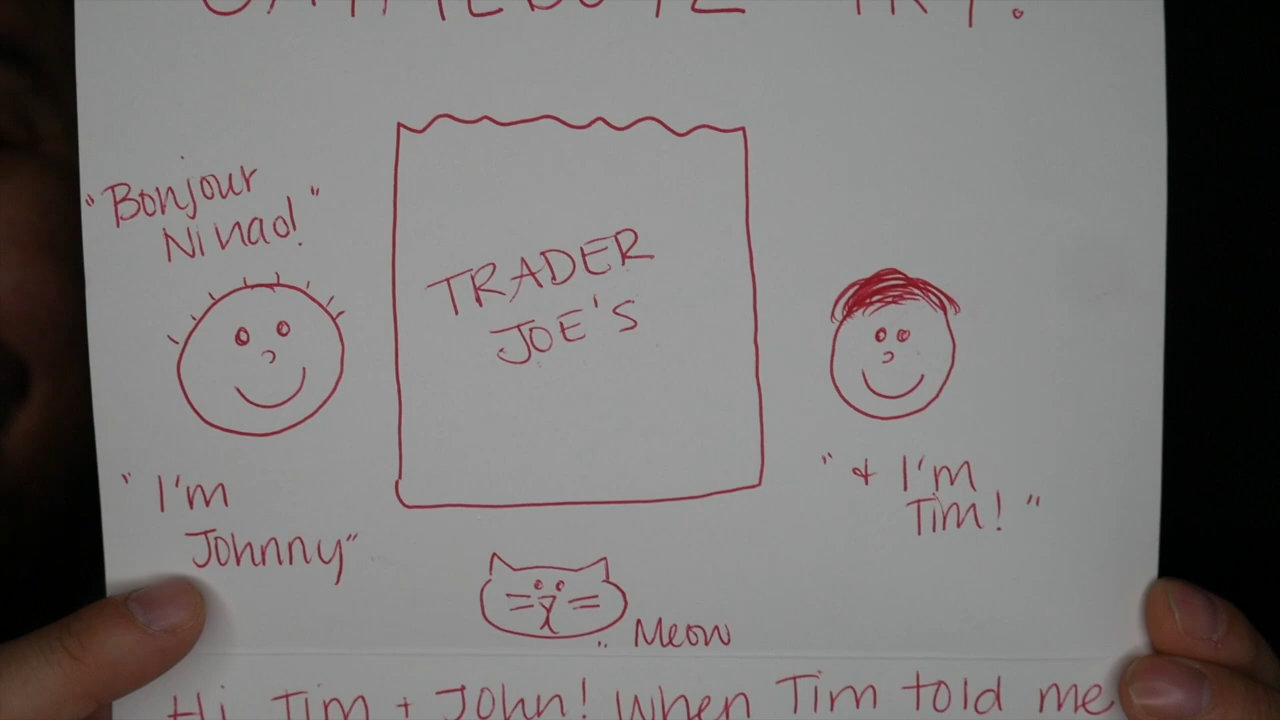 "Bonjour
Ni hao!"
TRADER
JOE'S
"I'm
Johnny"
"+ I'm
Tim!"
Meow
Hi Tim + John! When Tim told me